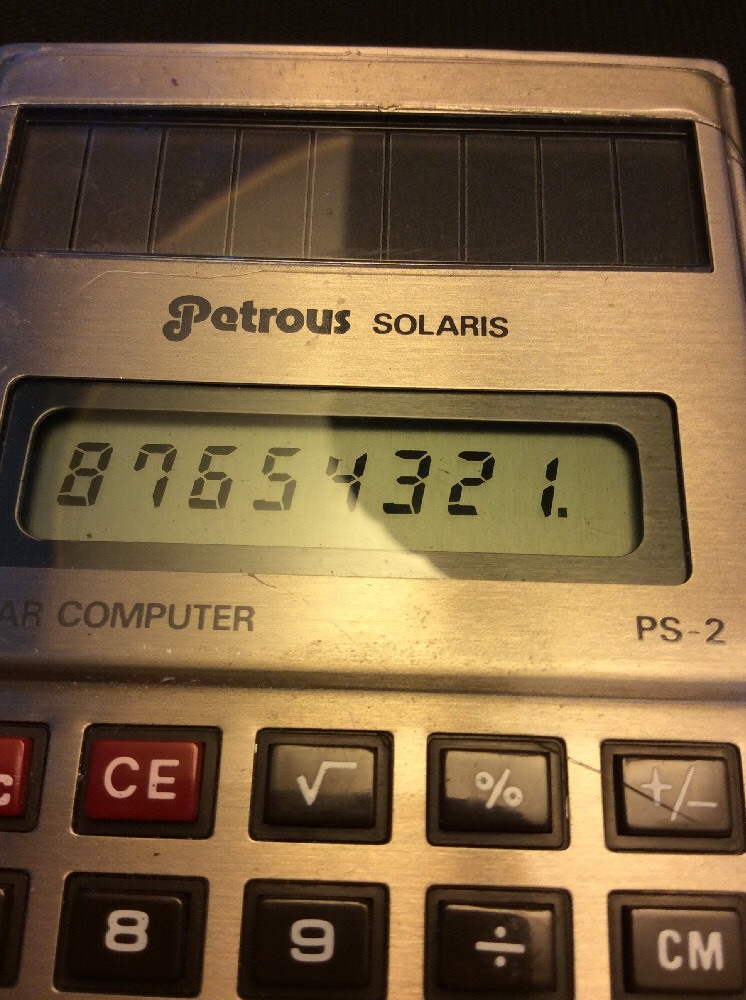 Petrous SOLARIS
87654321.
AR COMPUTER PS-2
C CE √ % +/−
8 9 ÷ CM